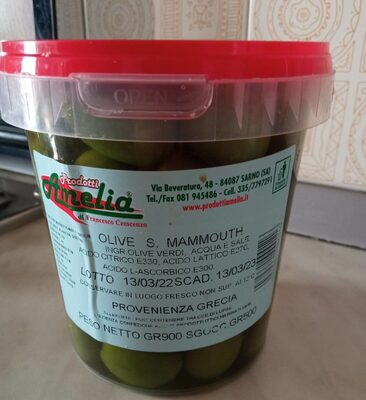 OPEN
Prodotti
Amelia®
di Francesco Crescenzo
Via Beveratura, 48 - 84087 SARNO (SA)
Tel./Fax 081 945486 - Cell. 335/7797291
www.prodottiamelia.it
OLIVE S. MAMMOUTH
INGR.OLIVE VERDI, ACQUA E SALE,
ACIDO CITRICO E330, ACIDO LATTICO E270,
ACIDO L-ASCORBICO E300.
LOTTO 13/03/22SCAD. 13/03/23
CONSERVARE IN LUOGO FRESCO NON SUP. AI 12°C
PROVENIENZA GRECIA
PESO NETTO GR900 SGOCC.GR500